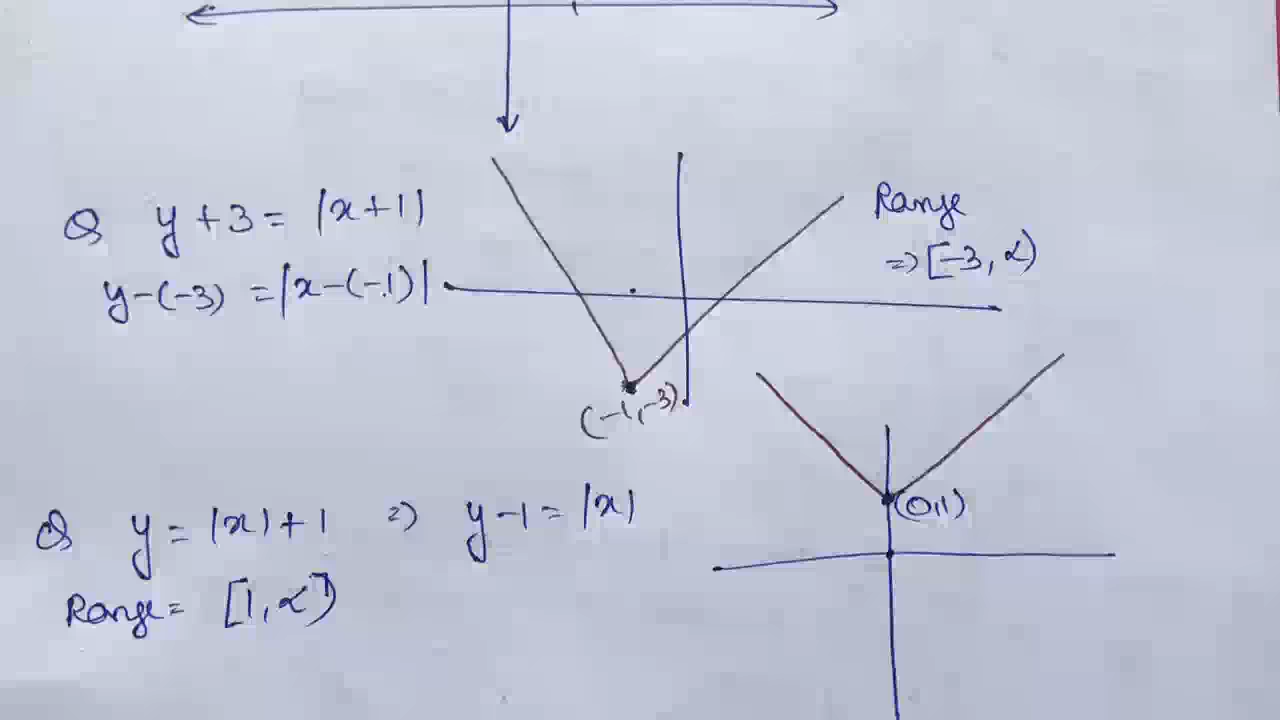 Q y + 3 = |x+1|
y-(-3) = |x-(-1)|
Range
=> [-3, ∝)
(-1,-3)
(0,1)
Q y = |x|+1 => y-1 = |x|
Range = [1, ∝)